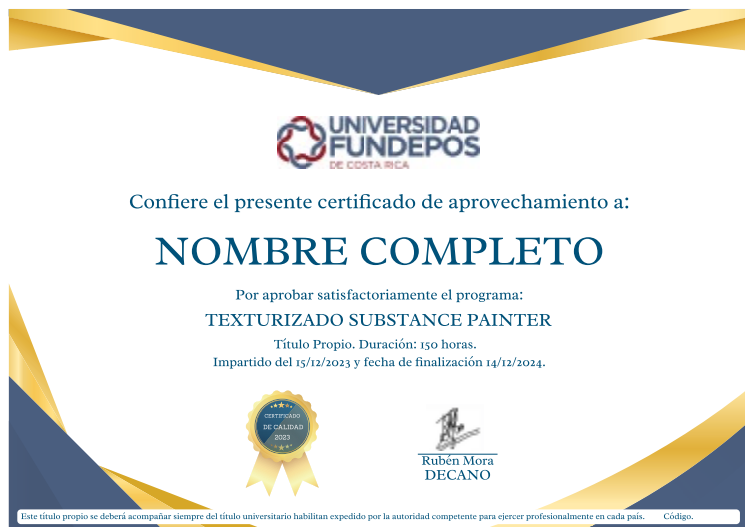 UNIVERSIDAD
FUNDEPOS
DE COSTA RICA
Confiere el presente certificado de aprovechamiento a:
NOMBRE COMPLETO
Por aprobar satisfactoriamente el programa:
TEXTURIZADO SUBSTANCE PAINTER
Título Propio. Duración: 150 horas.
Impartido del 15/12/2023 y fecha de finalización 14/12/2024.
CERTIFICADO
DE CALIDAD
2023
Rubén Mora
DECANO
Este título propio se deberá acompañar siempre del título universitario habilitan expedido por la autoridad competente para ejercer profesionalmente en cada país. Código.